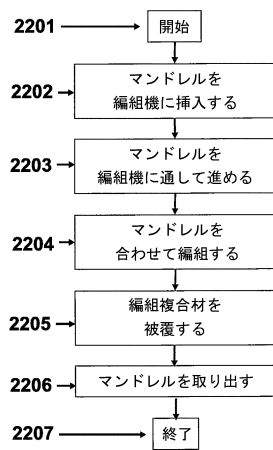 2201
開始
2202
マンドレルを
編組機に挿入する
2203
マンドレルを
編組機に通して進める
2204
マンドレルを
合わせて編組する
2205
編組複合材を
被覆する
2206
マンドレルを取り出す
2207
終了